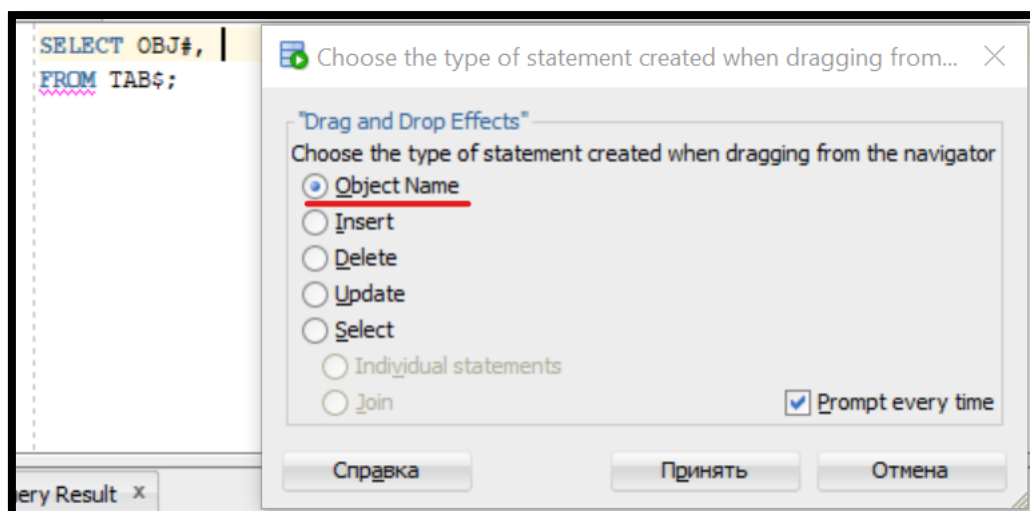 SELECT OBJ#,
FROM TAB$;
Choose the type of statement created when dragging from...
"Drag and Drop Effects"
Choose the type of statement created when dragging from the navigator
Object Name
Insert
Delete
Update
Select
Individual statements
Join
Prompt every time
Справка
Принять
Отмена
Result x